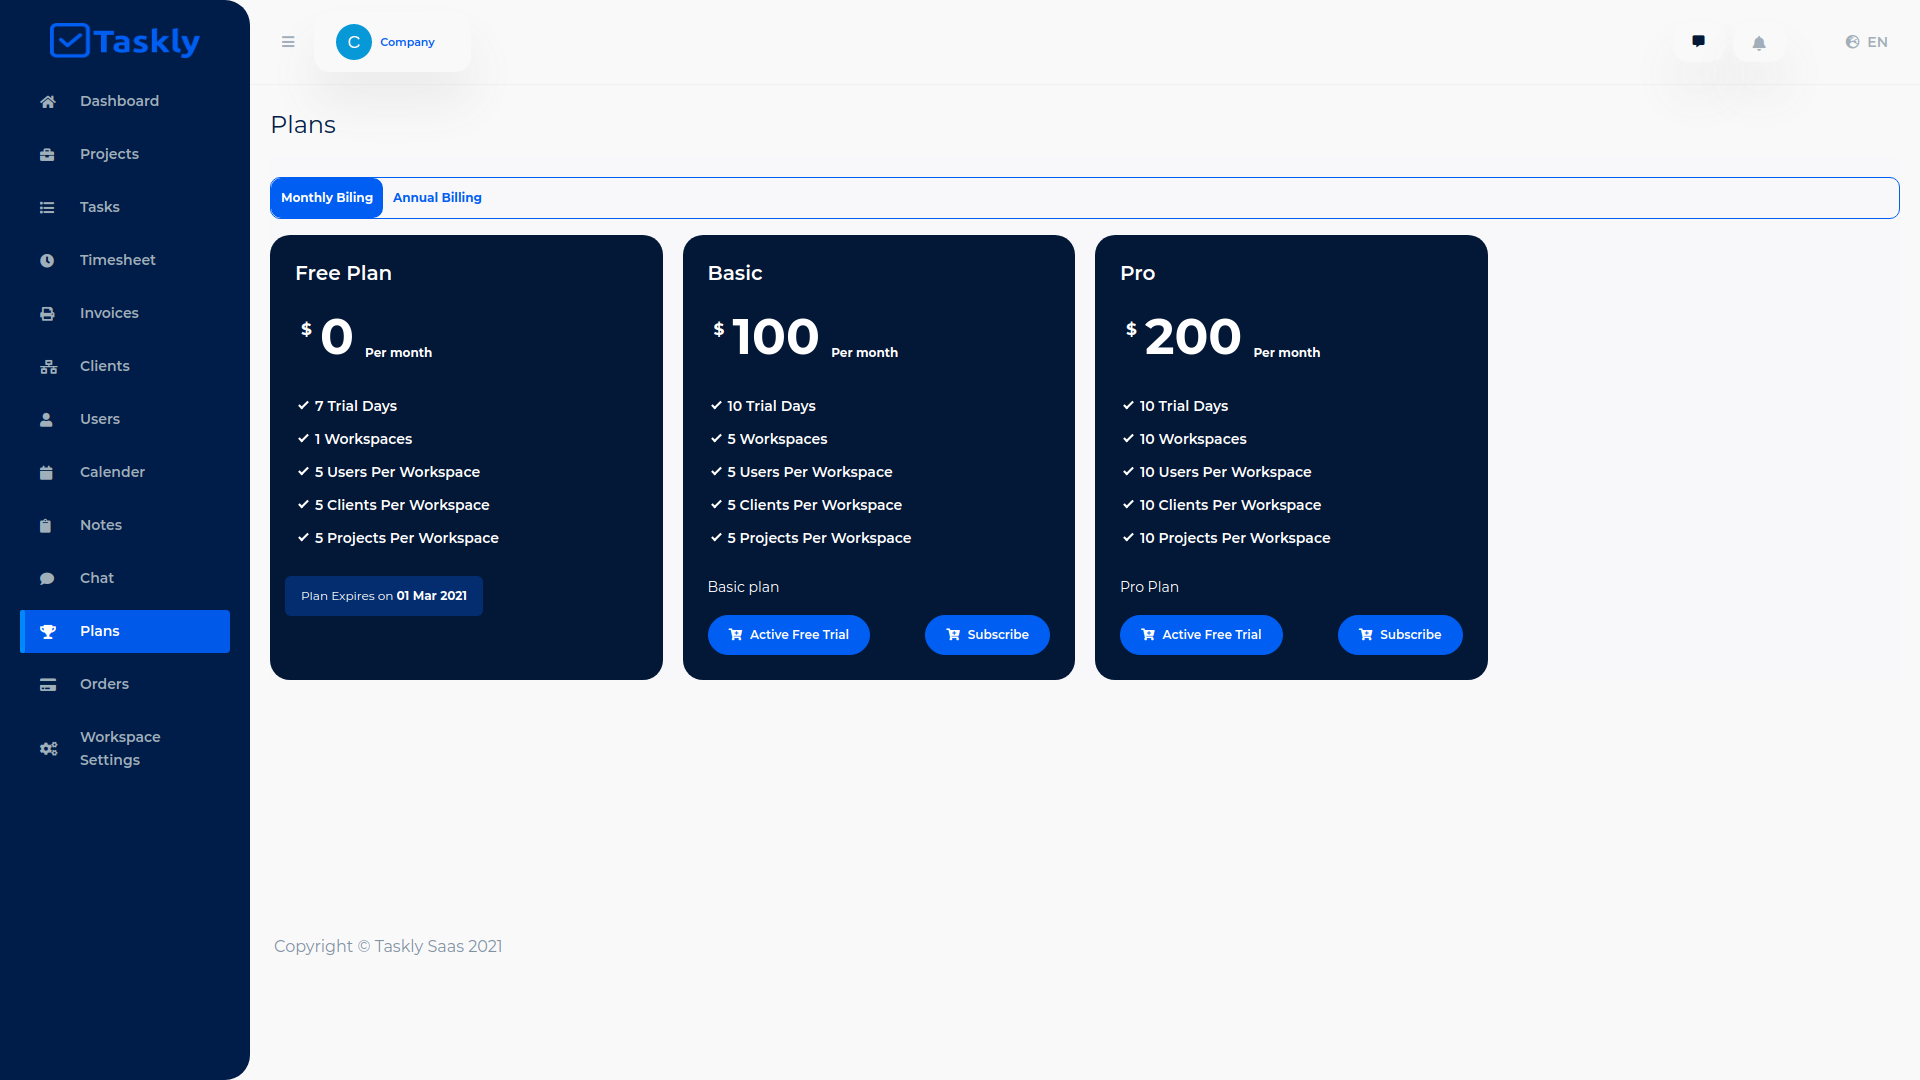 Taskly
Dashboard
Projects
Tasks
Timesheet
Invoices
Clients
Users
Calender
Notes
Chat
Plans
Orders
Workspace
Settings
C Company
EN
Plans
Monthly Biling Annual Billing
Free Plan
$ 0 Per month
7 Trial Days
1 Workspaces
5 Users Per Workspace
5 Clients Per Workspace
5 Projects Per Workspace
Plan Expires on 01 Mar 2021
Basic
$ 100 Per month
10 Trial Days
5 Workspaces
5 Users Per Workspace
5 Clients Per Workspace
5 Projects Per Workspace
Basic plan
Active Free Trial Subscribe
Pro
$ 200 Per month
10 Trial Days
10 Workspaces
10 Users Per Workspace
10 Clients Per Workspace
10 Projects Per Workspace
Pro Plan
Active Free Trial Subscribe
Copyright © Taskly Saas 2021